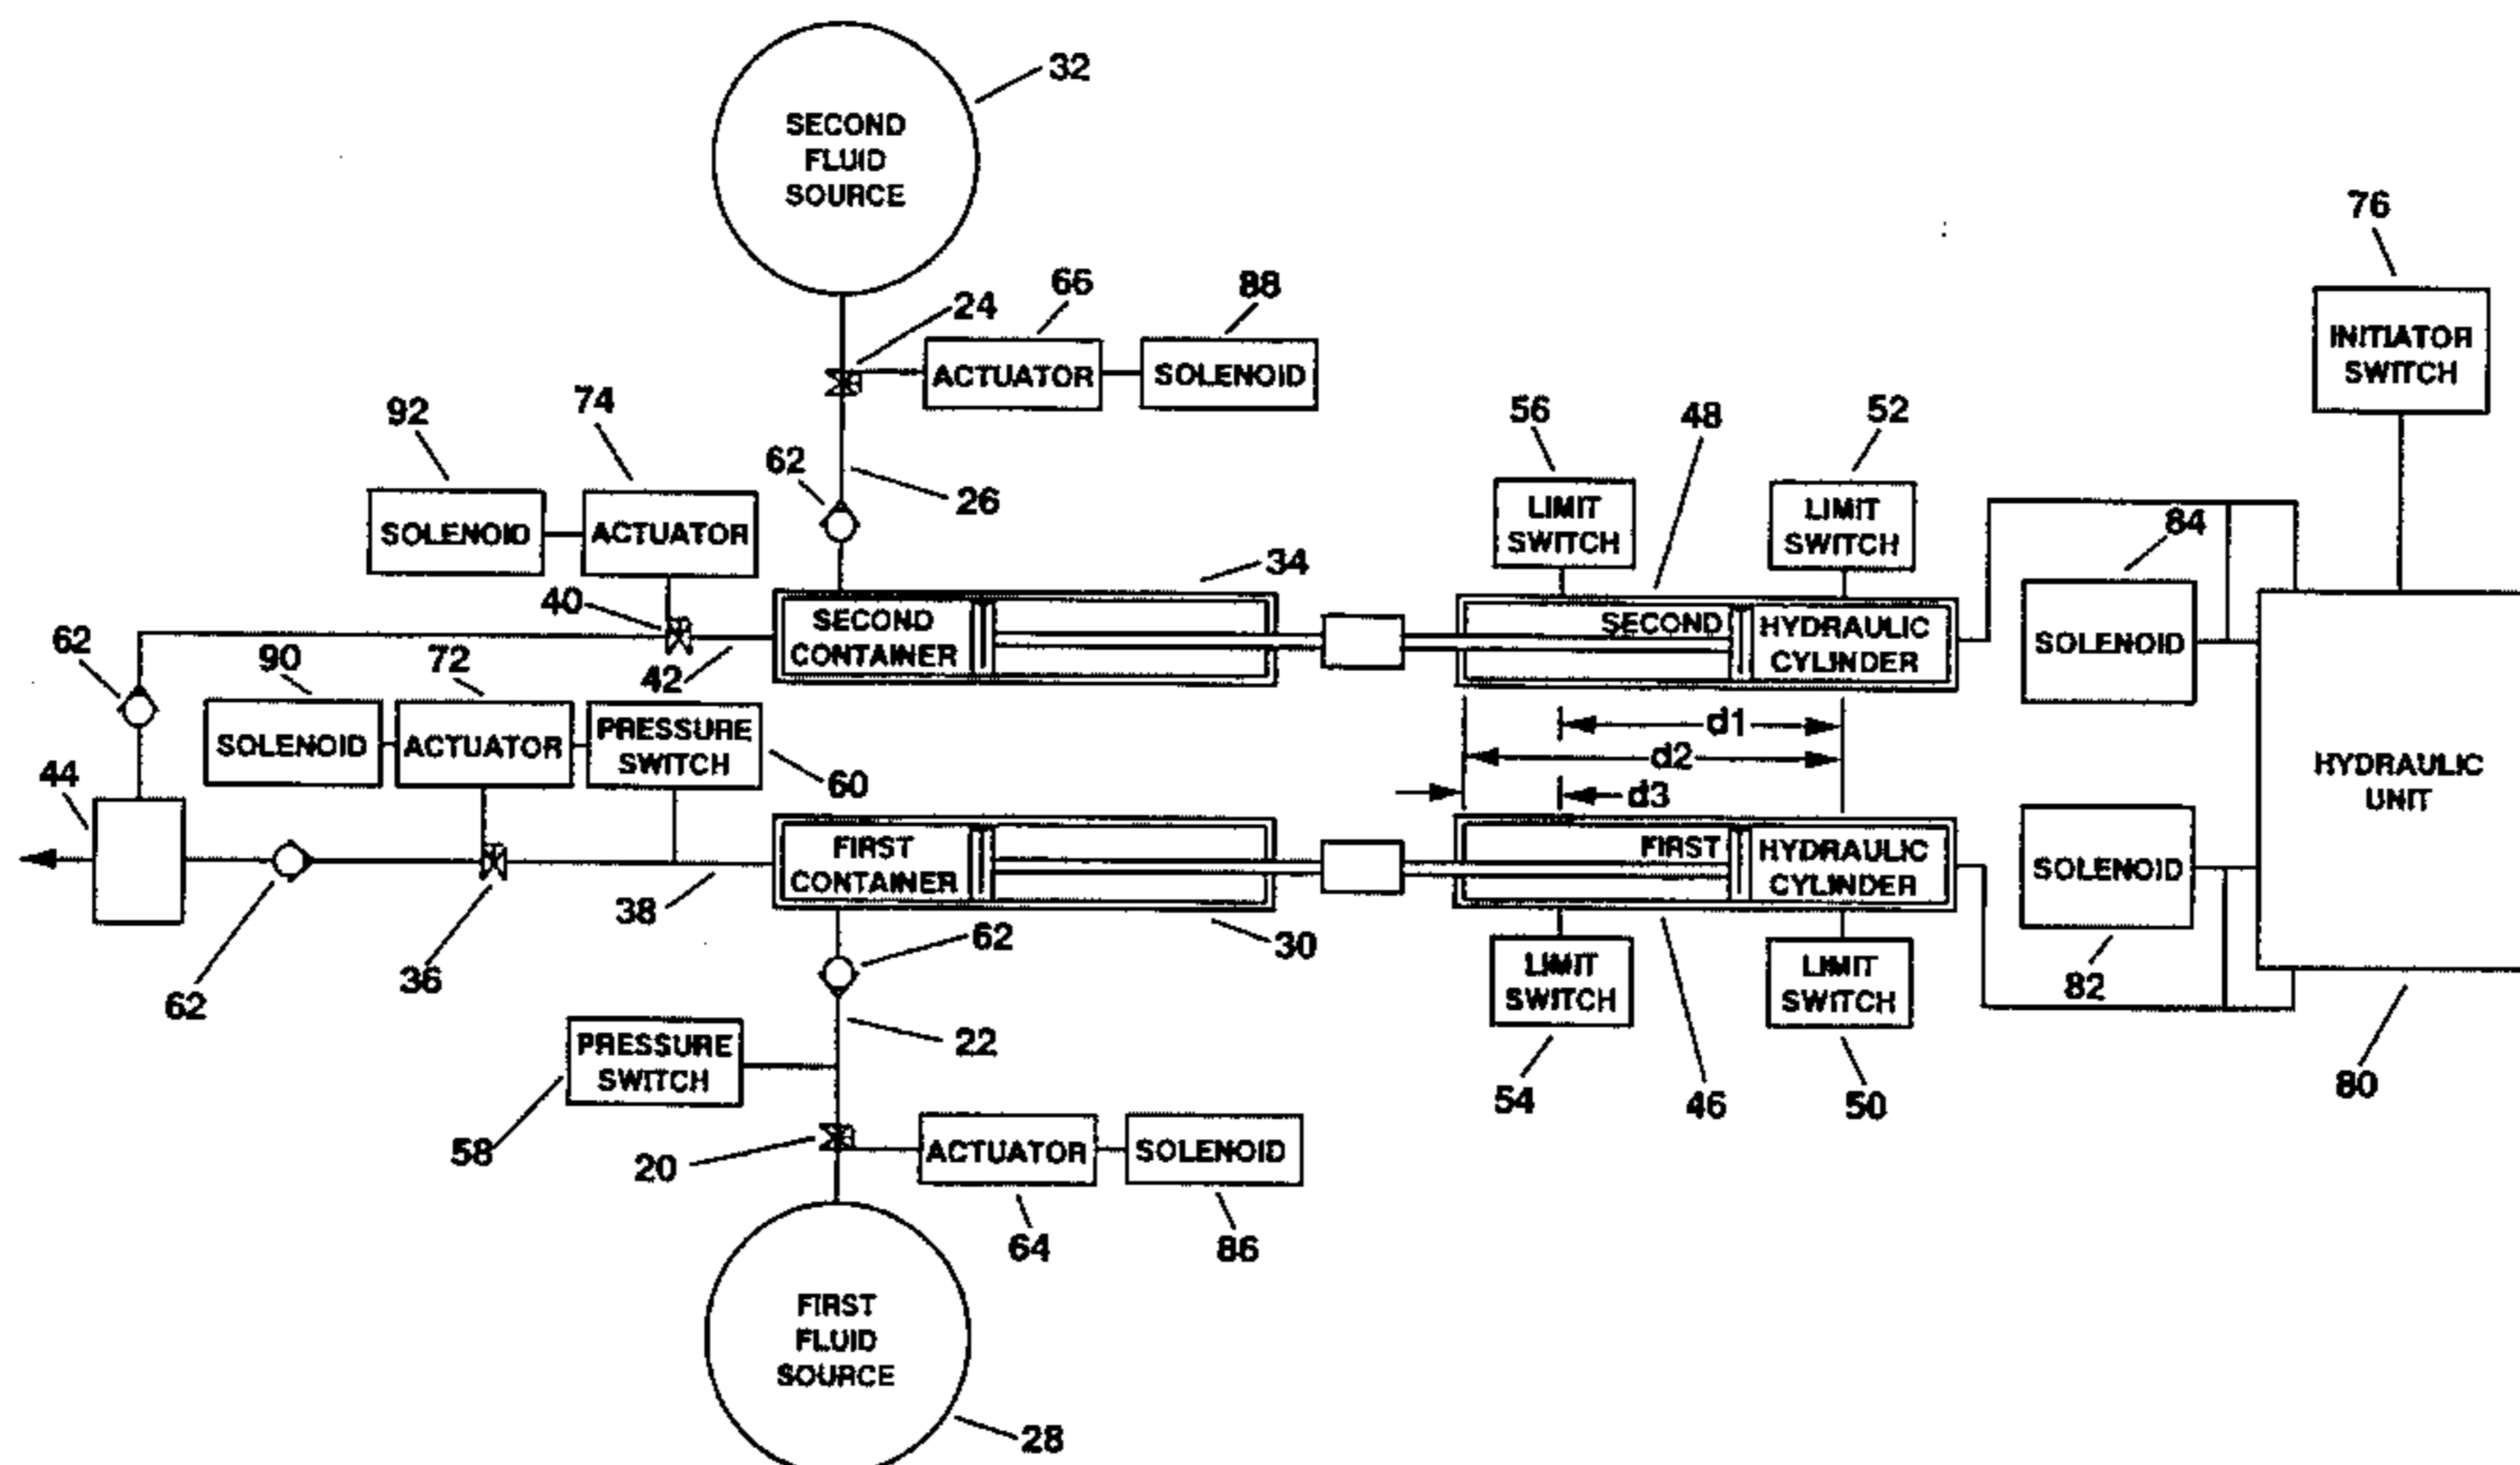 32
SECOND
FLUID
SOURCE
76
66
88
24
INITIATOR
SWITCH
ACTUATOR
SOLENOID
92
74
56
48
52
62
26
LIMIT
SWITCH
LIMIT
SWITCH
84
SOLENOID
ACTUATOR
34
40
SECOND
CONTAINER
SECOND
HYDRAULIC
CYLINDER
SOLENOID
62
90
72
42
PRESSURE
SWITCH
SOLENOID
ACTUATOR
d1
d2
d3
HYDRAULIC
UNIT
44
60
FIRST
CONTAINER
FIRST
HYDRAULIC
CYLINDER
SOLENOID
38
62
30
36
62
LIMIT
SWITCH
LIMIT
SWITCH
82
22
PRESSURE
SWITCH
54
46
50
80
58
20
ACTUATOR
SOLENOID
64
86
FIRST
FLUID
SOURCE
28